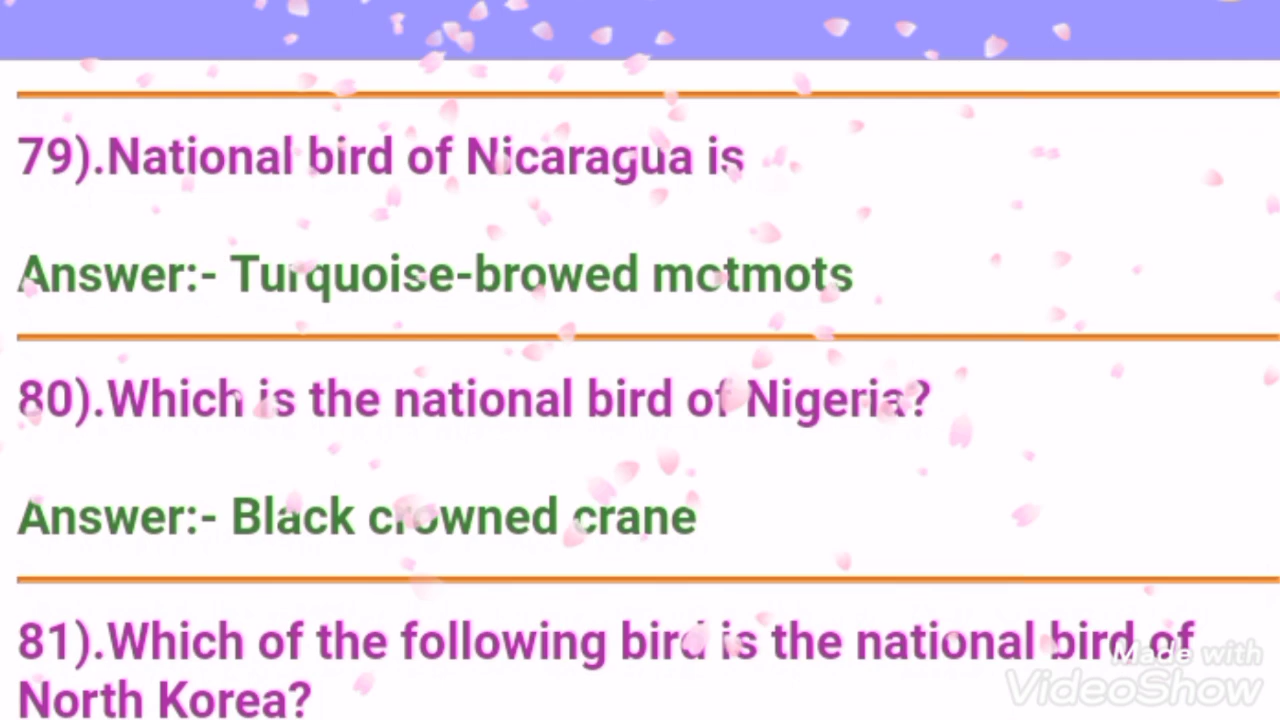 79).National bird of Nicaragua is
Answer:- Turquoise-browed motmots
80).Which is the national bird of Nigeria?
Answer:- Black crowned crane
81).Which of the following bird is the national bird of
North Korea?
Made with
VideoShow